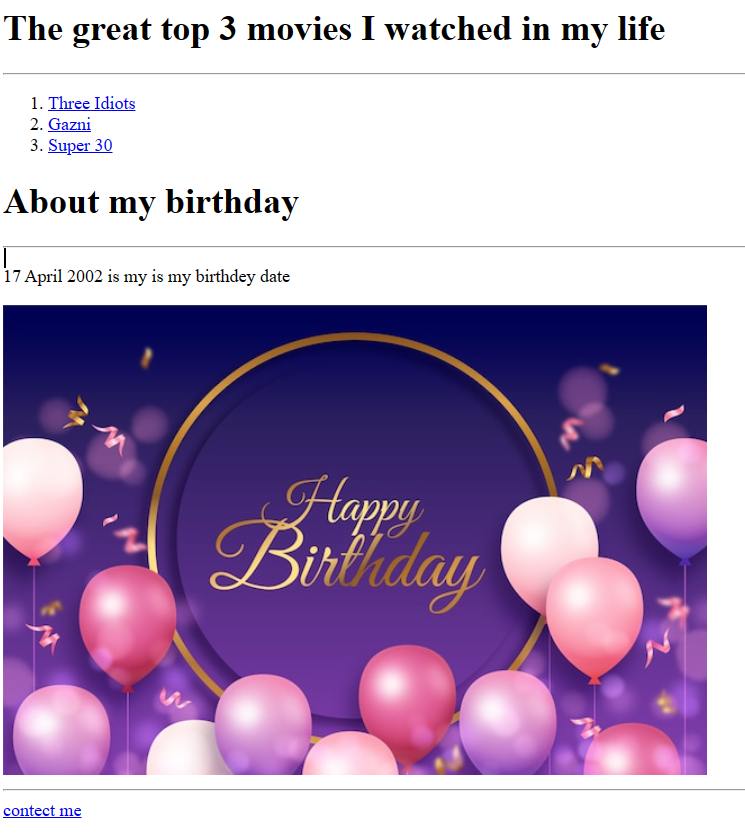 The great top 3 movies I watched in my life
1. Three Idiots
2. Gazni
3. Super 30
About my birthday
17 April 2002 is my is my birthdey date
Happy
Birthday
contect me